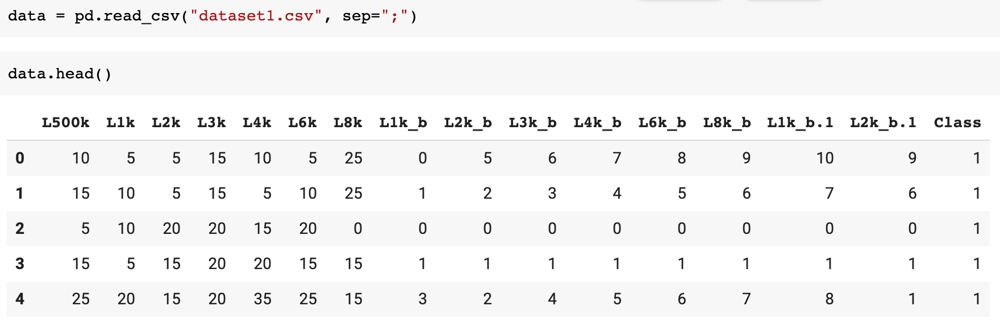 data = pd.read_csv("dataset1.csv", sep=";")
data.head()
L500k L1k L2k L3k L4k L6k L8k L1k_b L2k_b L3k_b L4k_b L6k_b L8k_b L1k_b.1 L2k_b.1 Class
0 10 5 5 15 10 5 25 0 5 6 7 8 9 10 9 1
1 15 10 5 15 5 10 25 1 2 3 4 5 6 7 6 1
2 5 10 20 20 15 20 0 0 0 0 0 0 0 0 0 1
3 15 5 15 20 20 15 15 1 1 1 1 1 1 1 1 1
4 25 20 15 20 35 25 15 3 2 4 5 6 7 8 1 1